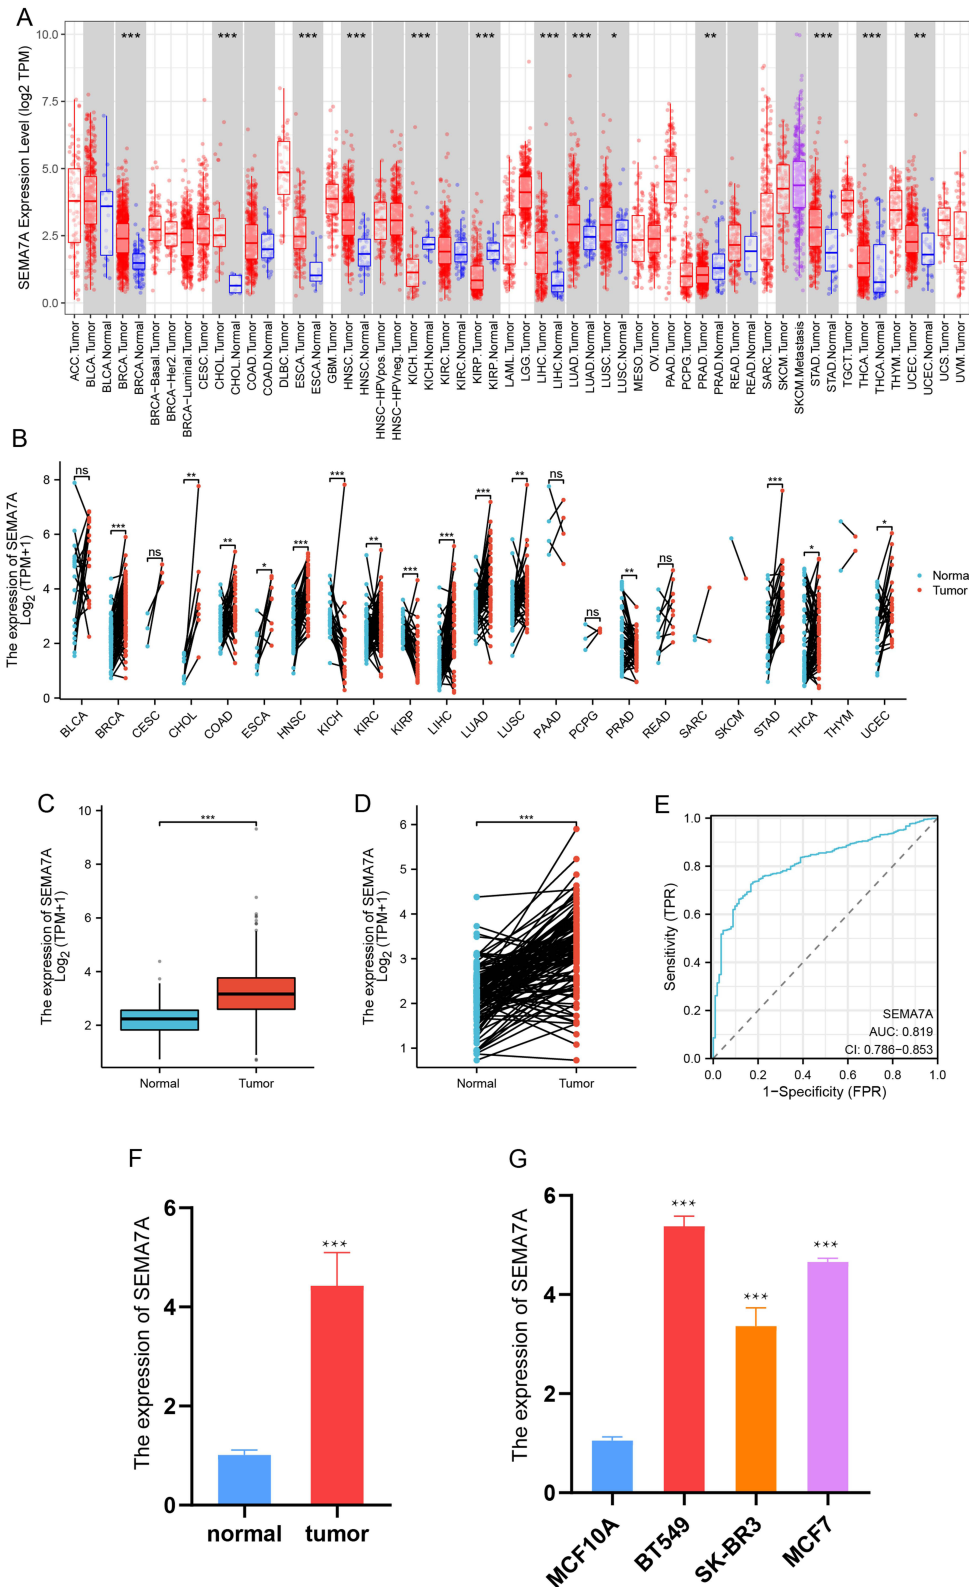 A
SEMA7A Expression Level (log2 TPM)
10.0
7.5
5.0
2.5
0.0
*** *** *** *** *** *** *** *** * ** *** *** **
ACC.Tumor
BLCA.Tumor
BLCA.Normal
BRCA.Tumor
BRCA.Normal
BRCA-Basal.Tumor
BRCA-Her2.Tumor
BRCA-Luminal.Tumor
CESC.Tumor
CHOL.Tumor
CHOL.Normal
COAD.Tumor
COAD.Normal
DLBC.Tumor
ESCA.Tumor
ESCA.Normal
GBM.Tumor
HNSC.Tumor
HNSC.Normal
HNSC-HPVpos.Tumor
HNSC-HPVneg.Tumor
KICH.Tumor
KICH.Normal
KIRC.Tumor
KIRC.Normal
KIRP.Tumor
KIRP.Normal
LAML.Tumor
LGG.Tumor
LIHC.Tumor
LIHC.Normal
LUAD.Tumor
LUAD.Normal
LUSC.Tumor
LUSC.Normal
MESO.Tumor
OV.Tumor
PAAD.Tumor
PCPG.Tumor
PRAD.Tumor
PRAD.Normal
READ.Tumor
READ.Normal
SARC.Tumor
SKCM.Tumor
SKCM.Metastasis
STAD.Tumor
STAD.Normal
TGCT.Tumor
THCA.Tumor
THCA.Normal
THYM.Tumor
UCEC.Tumor
UCEC.Normal
UCS.Tumor
UVM.Tumor
B
The expression of SEMA7A
Log2 (TPM+1)
8
6
4
2
0
ns *** ns ** ** * *** *** ** *** *** *** ** ns ns ** ns *** * *
Normal
Tumor
BLCA
BRCA
CESC
CHOL
COAD
ESCA
HNSC
KICH
KIRC
KIRP
LIHC
LUAD
LUSC
PAAD
PCPG
PRAD
READ
SARC
SKCM
STAD
THCA
THYM
UCEC
C
The expression of SEMA7A
Log2 (TPM+1)
10
8
6
4
2
***
Normal Tumor
D
The expression of SEMA7A
Log2 (TPM+1)
6
5
4
3
2
1
***
Normal Tumor
E
Sensitivity (TPR)
1.0
0.8
0.6
0.4
0.2
0.0
SEMA7A
AUC: 0.819
CI: 0.786−0.853
0.0 0.2 0.4 0.6 0.8 1.0
1−Specificity (FPR)
F
The expression of SEMA7A
6
4
2
0
***
normal tumor
G
The expression of SEMA7A
6
4
2
0
*** *** ***
MCF10A
BT549
SK-BR3
MCF7